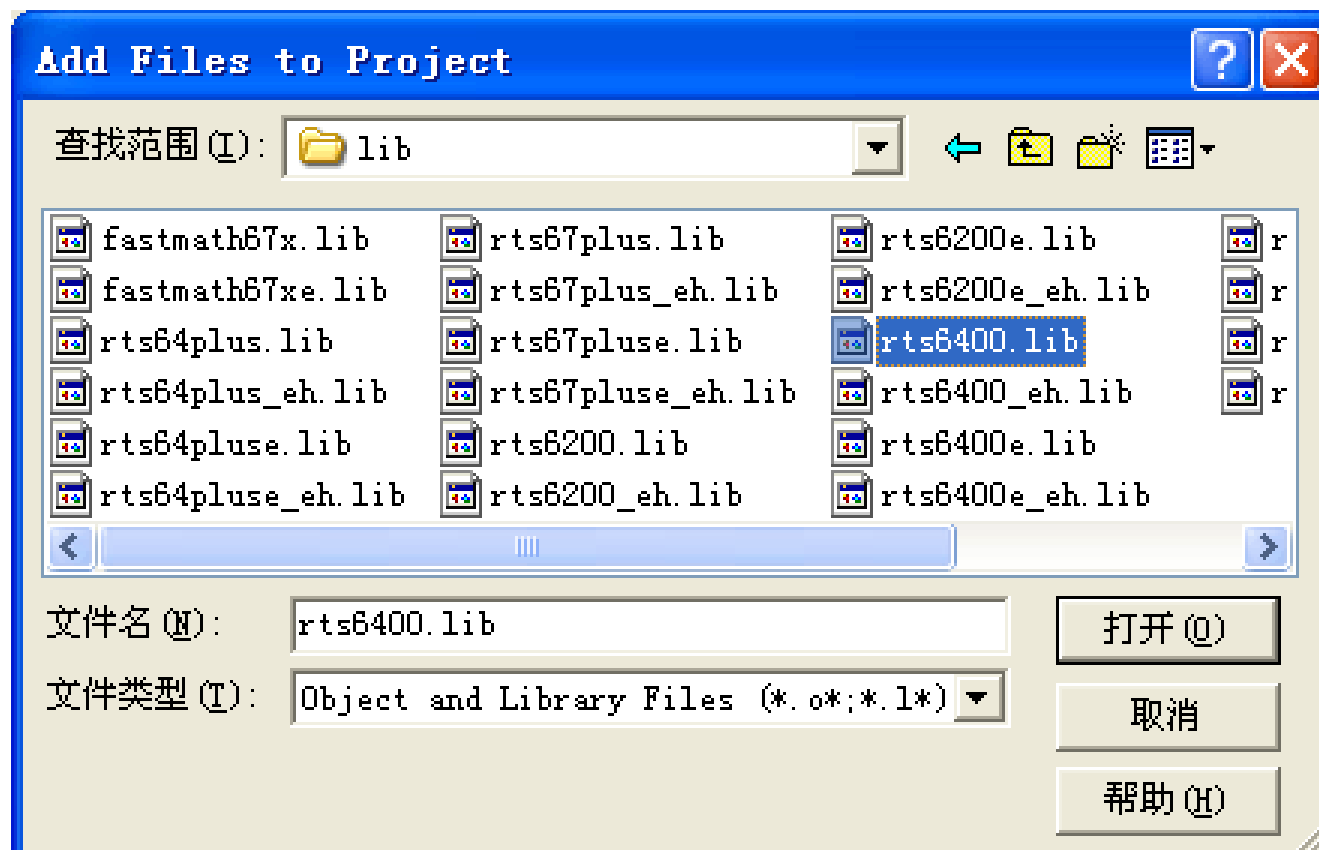 Add Files to Project
查找范围(I): lib
fastmath67x.lib rts67plus.lib rts6200e.lib r
fastmath67xe.lib rts67plus_eh.lib rts6200e_eh.lib r
rts64plus.lib rts67pluse.lib rts6400.lib r
rts64plus_eh.lib rts67pluse_eh.lib rts6400_eh.lib r
rts64pluse.lib rts6200.lib rts6400e.lib
rts64pluse_eh.lib rts6200_eh.lib rts6400e_eh.lib
文件名(N): rts6400.lib 打开(O)
文件类型(T): Object and Library Files (*.o*;*.l*) 取消
帮助(H)